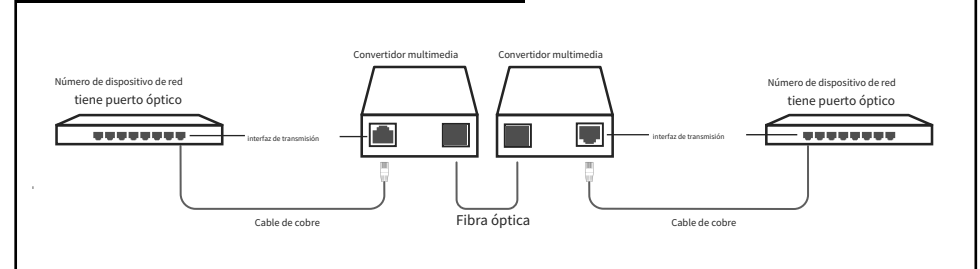 Convertidor multimedia
Convertidor multimedia
Número de dispositivo de red
tiene puerto óptico
Número de dispositivo de red
tiene puerto óptico
interfaz de transmisión
interfaz de transmisión
Cable de cobre
Fibra óptica
Cable de cobre